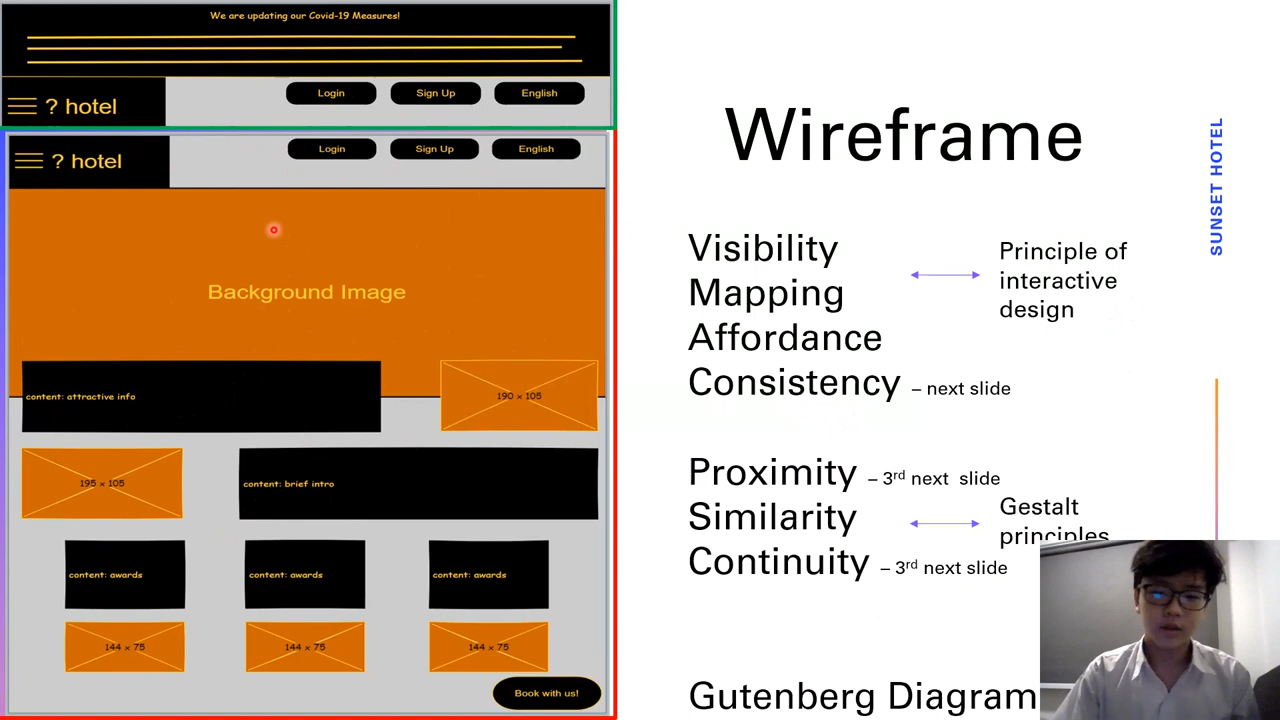 We are updating our Covid-19 Measures!
? hotel
Login
Sign Up
English
? hotel
Login
Sign Up
English
Background Image
content: attractive info
190 x 105
195 x 105
content: brief intro
content: awards
content: awards
content: awards
144 x 75
144 x 75
144 x 75
Book with us!
Wireframe
Visibility
Mapping
Affordance
Consistency – next slide
Principle of
interactive
design
Proximity – 3rd next slide
Similarity
Continuity – 3rd next slide
Gestalt
principles
Gutenberg Diagram
SUNSET HOTEL